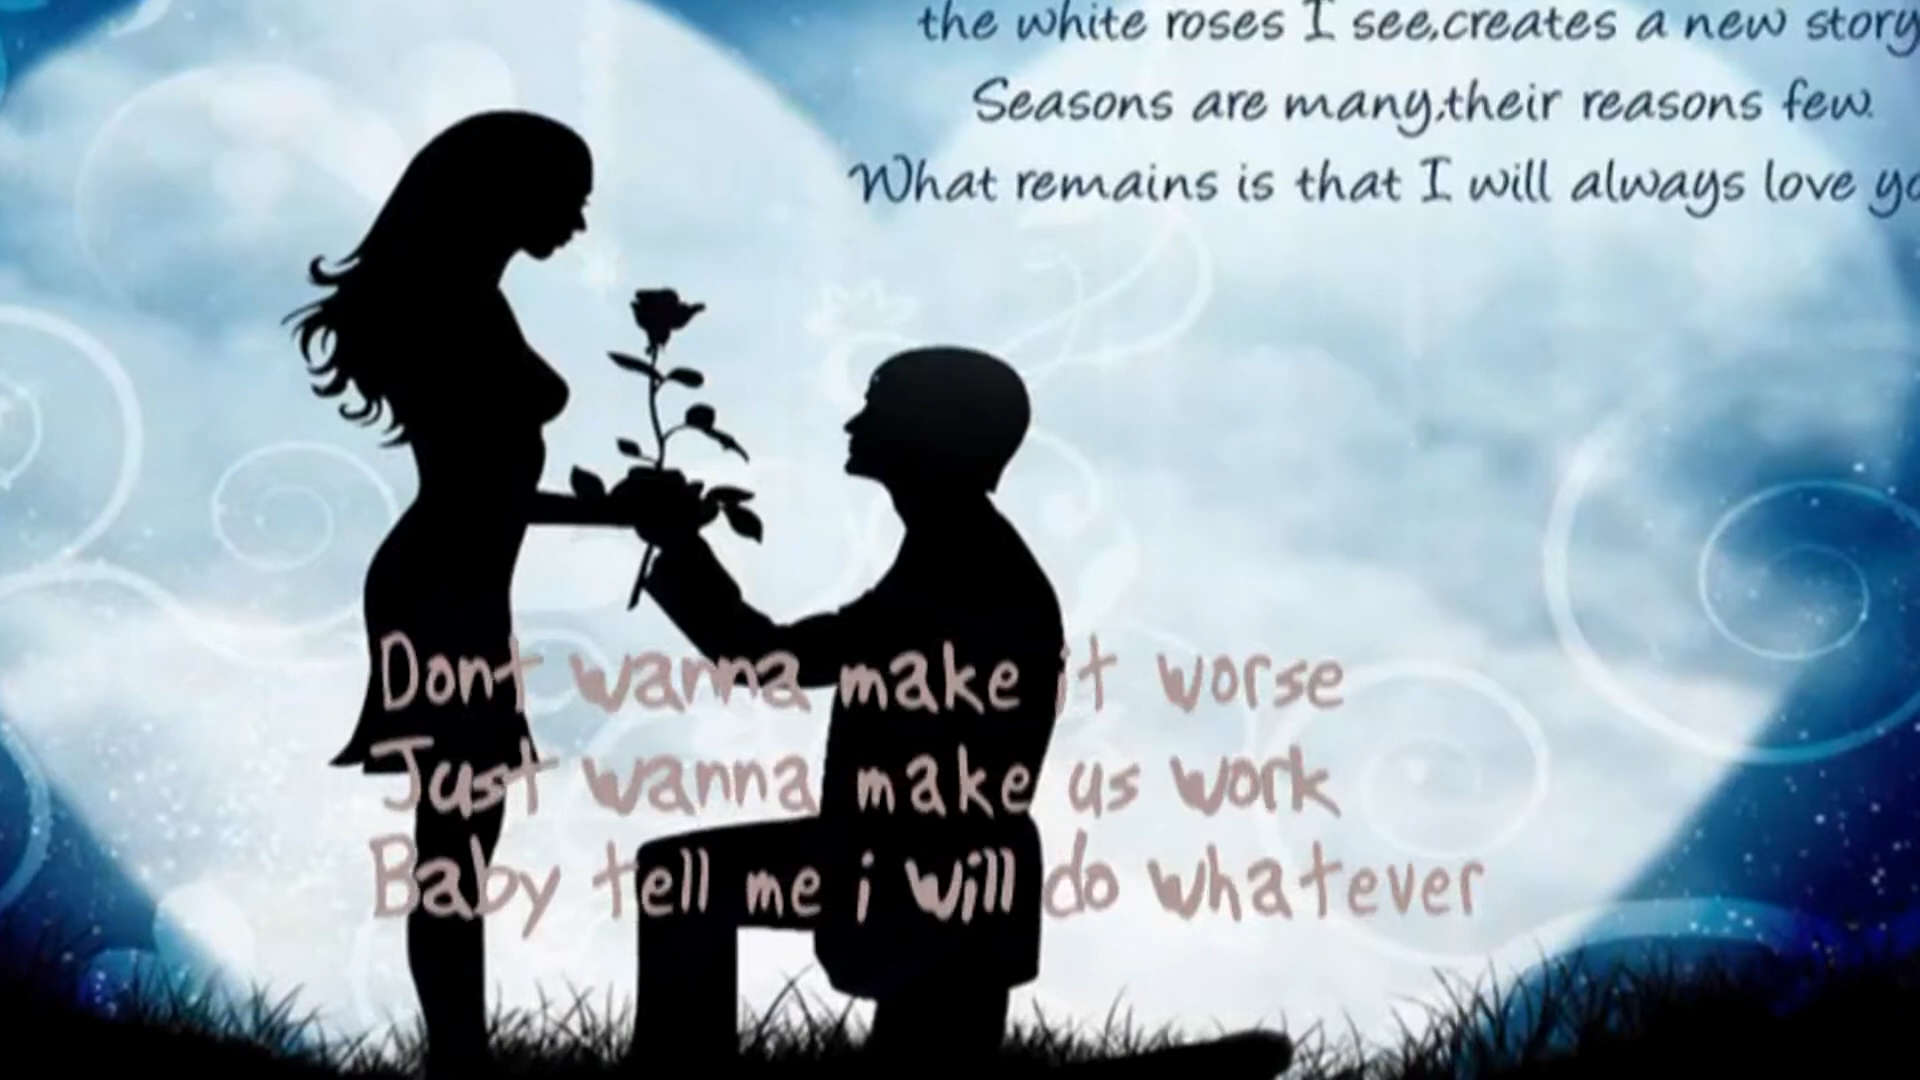 the white roses I see,creates a new story
Seasons are many,their reasons few.
What remains is that I will always love yo
Dont wanna make it worse
Just wanna make us work
Baby tell me i will do whatever